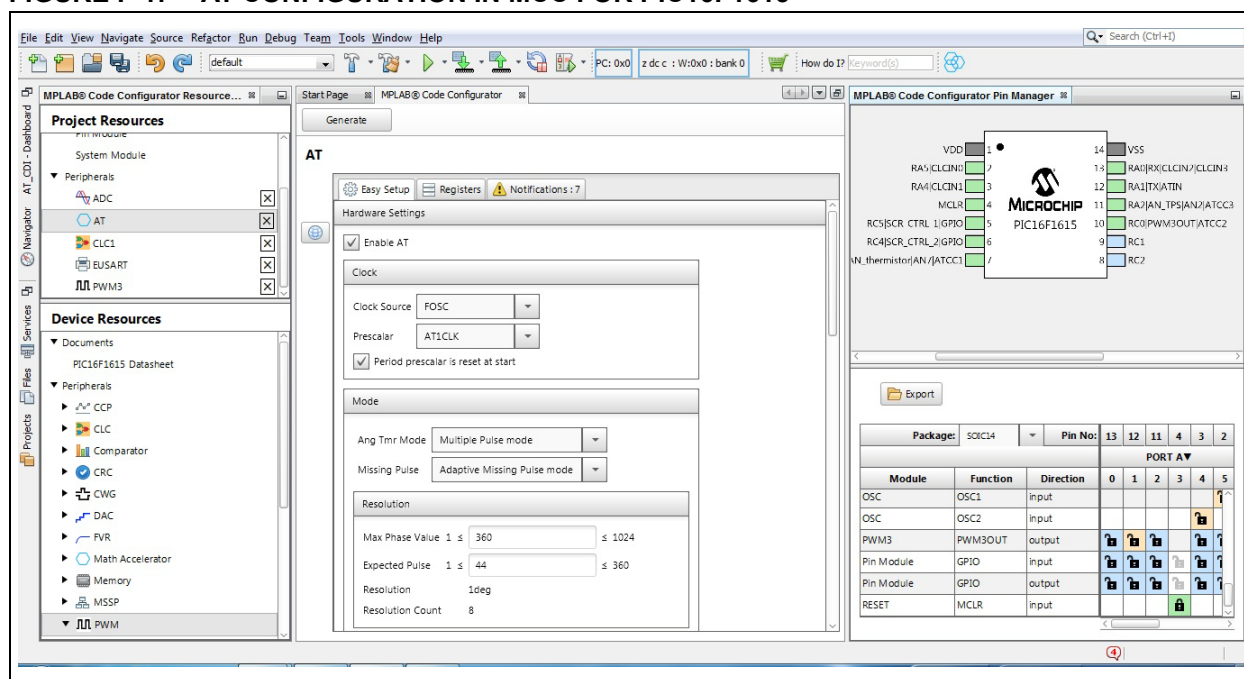 File Edit View Navigate Source Refactor Run Debug Team Tools Window Help
Search (Ctrl+I)
default
PC: 0x0
z dc c : W:0x0 : bank 0
How do I?
Keyword(s)
AT_CDI - Dashboard
Navigator
Services
Files
Projects
MPLAB® Code Configurator Resource...
Project Resources
Pin Module
System Module
Peripherals
ADC
AT
CLC1
EUSART
PWM3
Device Resources
Documents
PIC16F1615 Datasheet
Peripherals
CCP
CLC
Comparator
CRC
CWG
DAC
FVR
Math Accelerator
Memory
MSSP
PWM
Start Page
MPLAB® Code Configurator
Generate
AT
Easy Setup
Registers
Notifications : 7
Hardware Settings
Enable AT
Clock
Clock Source FOSC
Prescalar AT1CLK
Period prescalar is reset at start
Mode
Ang Tmr Mode Multiple Pulse mode
Missing Pulse Adaptive Missing Pulse mode
Resolution
Max Phase Value 1 ≤ 360 ≤ 1024
Expected Pulse 1 ≤ 44 ≤ 360
Resolution 1deg
Resolution Count 8
MPLAB® Code Configurator Pin Manager
VDD 1 14 VSS
RA5|CLCIN0 2 13 RA0|RX|CLCIN2|CLCIN3
RA4|CLCIN1 3 12 RA1|TX|ATIN
MCLR 4 MICROCHIP 11 RA2|AN_TPS|AN2|ATCC3
RC5|SCR_CTRL_1|GPIO 5 PIC16F1615 10 RC0|PWM3OUT|ATCC2
RC4|SCR_CTRL_2|GPIO 6 9 RC1
N_thermistor|AN7|ATCC1 7 8 RC2
Export
Package: SOIC14 Pin No: 13 12 11 4 3 2
PORT A▼
Module Function Direction 0 1 2 3 4 5
OSC OSC1 input
OSC OSC2 input
PWM3 PWM3OUT output
Pin Module GPIO input
Pin Module GPIO output
RESET MCLR input
4